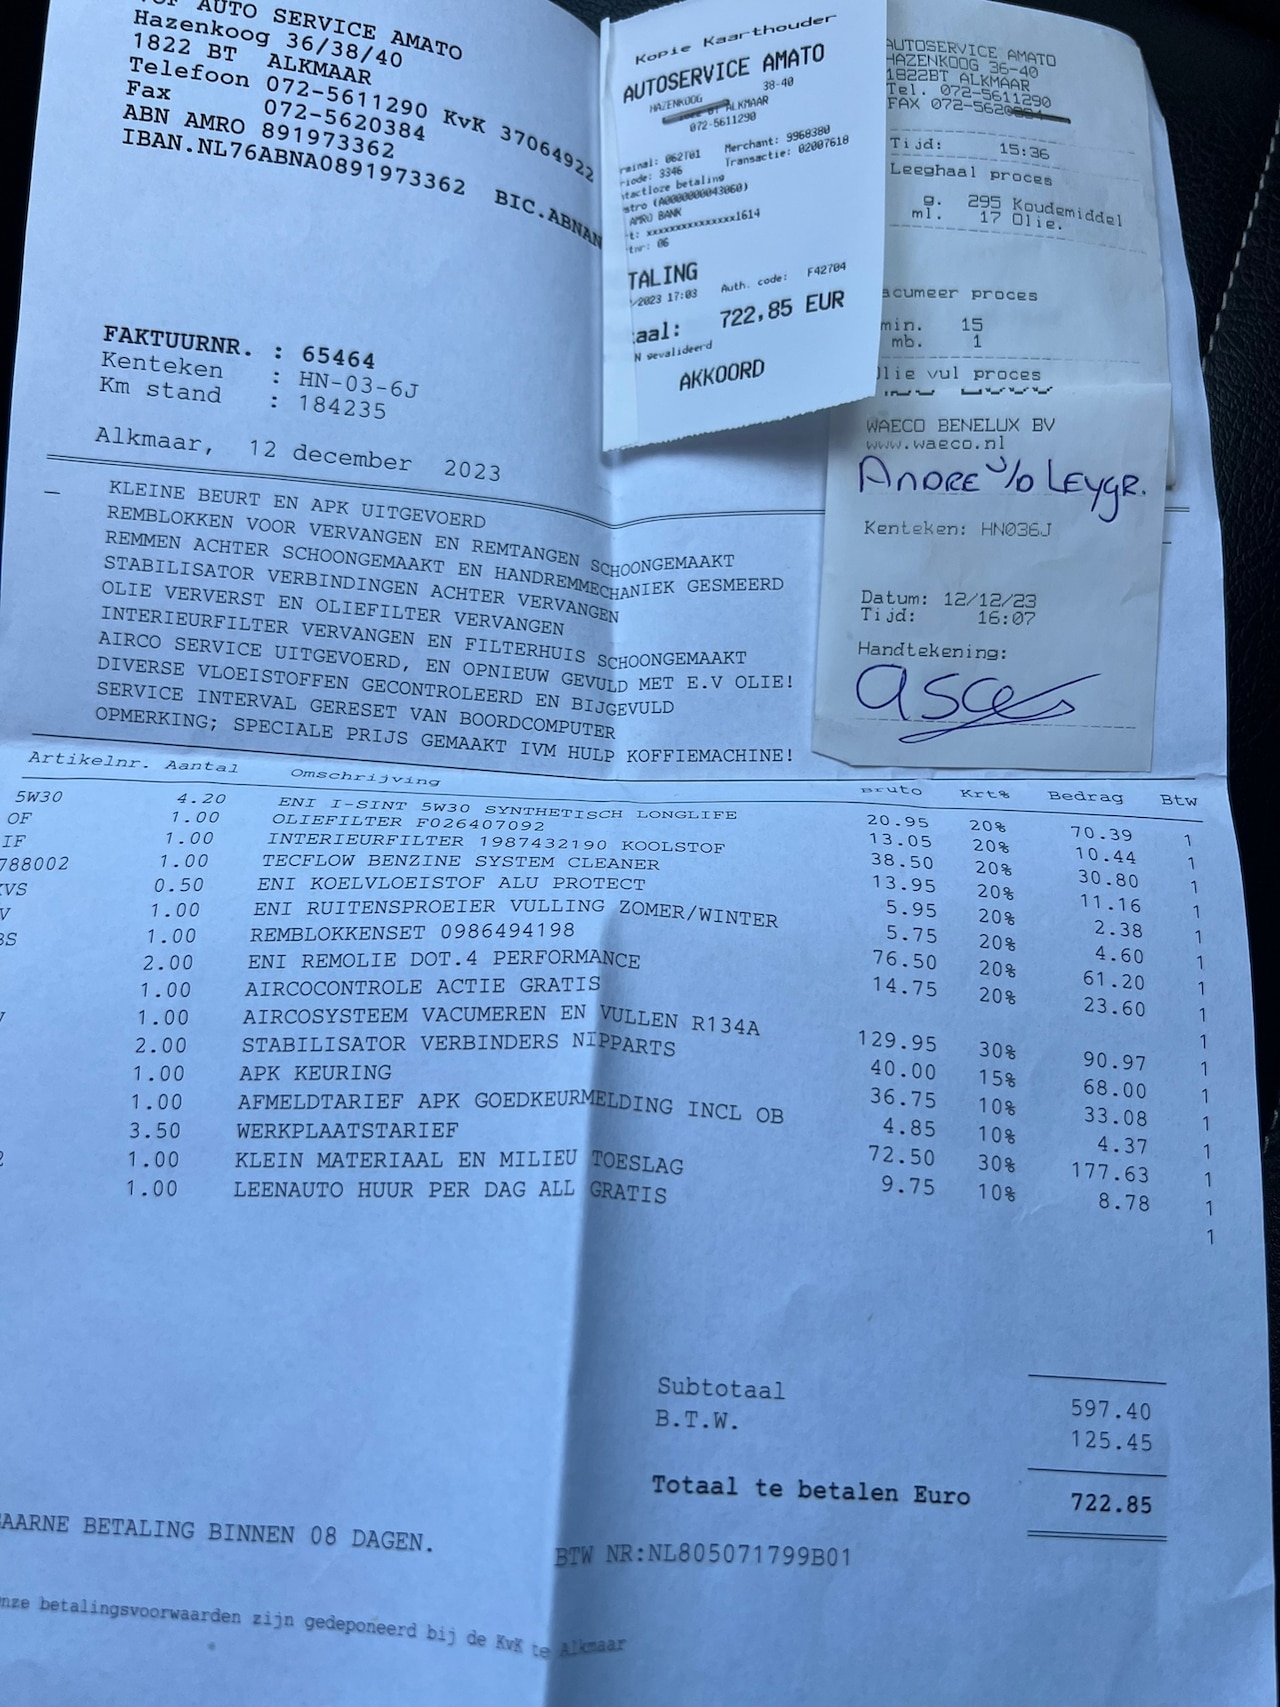 VOF AUTO SERVICE AMATO
Hazenkoog 36/38/40
1822 BT ALKMAAR
Telefoon 072-5611290 KvK 37064922
Fax 072-5620384
ABN AMRO 891973362
IBAN.NL76ABNA0891973362 BIC.ABNAN
FAKTUURNR. : 65464
Kenteken : HN-03-6J
Km stand : 184235
Alkmaar, 12 december 2023
Kopie Kaarthouder
AUTOSERVICE AMATO
HAZENKOOG 38-40
ALKMAAR
072-5611290
rminal: 062T01 Merchant: 9968380
riode: 3346 Transactie: 02007618
tactloze betaling
stro (A0000000043060)
AMRO BANK
t: xxxxxxxxxxxxxxx1614
tnr: 06
TALING
/2023 17:03 Auth. code: F42704
aal: 722,85 EUR
N gevalideerd
AKKOORD
AUTOSERVICE AMATO
HAZENKOOG 36-40
1822BT ALKMAAR
Tel. 072-5611290
FAX 072-5620384
Tijd: 15:36
Leeghaal proces
g. 295 Koudemiddel
ml. 17 Olie.
acumeer proces
min. 15
mb. 1
Olie vul proces
WAECO BENELUX BV
www.waeco.nl
ANDRE v/d LEYGR.
Kenteken: HN036J
Datum: 12/12/23
Tijd: 16:07
Handtekening:
KLEINE BEURT EN APK UITGEVOERD
REMBLOKKEN VOOR VERVANGEN EN REMTANGEN SCHOONGEMAAKT
REMMEN ACHTER SCHOONGEMAAKT EN HANDREMMECHANIEK GESMEERD
STABILISATOR VERBINDINGEN ACHTER VERVANGEN
OLIE VERVERST EN OLIEFILTER VERVANGEN
INTERIEURFILTER VERVANGEN EN FILTERHUIS SCHOONGEMAAKT
AIRCO SERVICE UITGEVOERD, EN OPNIEUW GEVULD MET E.V OLIE!
DIVERSE VLOEISTOFFEN GECONTROLEERD EN BIJGEVULD
SERVICE INTERVAL GERESET VAN BOORDCOMPUTER
OPMERKING; SPECIALE PRIJS GEMAAKT IVM HULP KOFFIEMACHINE!
Artikelnr. Aantal Omschrijving Bruto Krt% Bedrag Btw
5W30 4.20 ENI I-SINT 5W30 SYNTHETISCH LONGLIFE 20.95 20% 70.39 1
OF 1.00 OLIEFILTER F026407092 13.05 20% 10.44 1
IF 1.00 INTERIEURFILTER 1987432190 KOOLSTOF 38.50 20% 30.80 1
788002 1.00 TECFLOW BENZINE SYSTEM CLEANER 13.95 20% 11.16 1
KVS 0.50 ENI KOELVLOEISTOF ALU PROTECT 5.95 20% 2.38 1
V 1.00 ENI RUITENSPROEIER VULLING ZOMER/WINTER 5.75 20% 4.60 1
BS 1.00 REMBLOKKENSET 0986494198 76.50 20% 61.20 1
2.00 ENI REMOLIE DOT.4 PERFORMANCE 14.75 20% 23.60 1
1.00 AIRCOCONTROLE ACTIE GRATIS 1
V 1.00 AIRCOSYSTEEM VACUMEREN EN VULLEN R134A 129.95 30% 90.97 1
2.00 STABILISATOR VERBINDERS NIPPARTS 40.00 15% 68.00 1
1.00 APK KEURING 36.75 10% 33.08 1
1.00 AFMELDTARIEF APK GOEDKEURMELDING INCL OB 4.85 10% 4.37 1
3.50 WERKPLAATSTARIEF 72.50 30% 177.63 1
2 1.00 KLEIN MATERIAAL EN MILIEU TOESLAG 9.75 10% 8.78 1
1.00 LEENAUTO HUUR PER DAG ALL GRATIS 1
Subtotaal 597.40
B.T.W. 125.45
Totaal te betalen Euro 722.85
GAARNE BETALING BINNEN 08 DAGEN.
BTW NR:NL805071799B01
nze betalingsvoorwaarden zijn gedeponeerd bij de KvK te Alkmaar